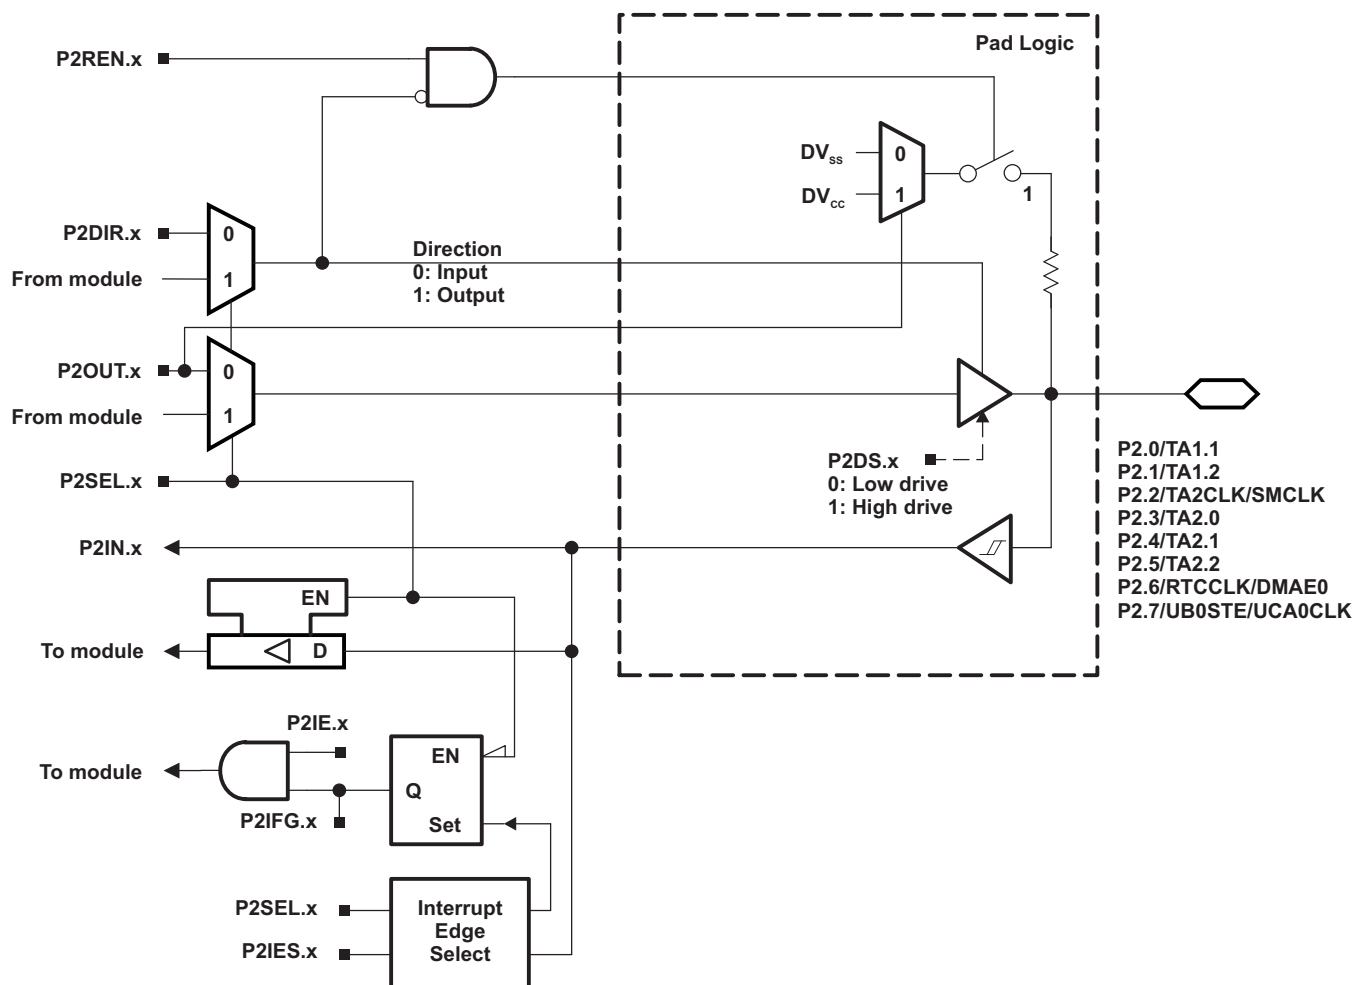 Pad Logic
P2REN.x
DVss
0
DVcc
1
1
P2DIR.x
0
From module
1
Direction
0: Input
1: Output
P2OUT.x
0
From module
1
P2SEL.x
P2DS.x
0: Low drive
1: High drive
P2IN.x
P2.0/TA1.1
P2.1/TA1.2
P2.2/TA2CLK/SMCLK
P2.3/TA2.0
P2.4/TA2.1
P2.5/TA2.2
P2.6/RTCCLK/DMAE0
P2.7/UB0STE/UCA0CLK
EN
To module
D
P2IE.x
To module
EN
Q
P2IFG.x
Set
P2SEL.x
P2IES.x
Interrupt
Edge
Select